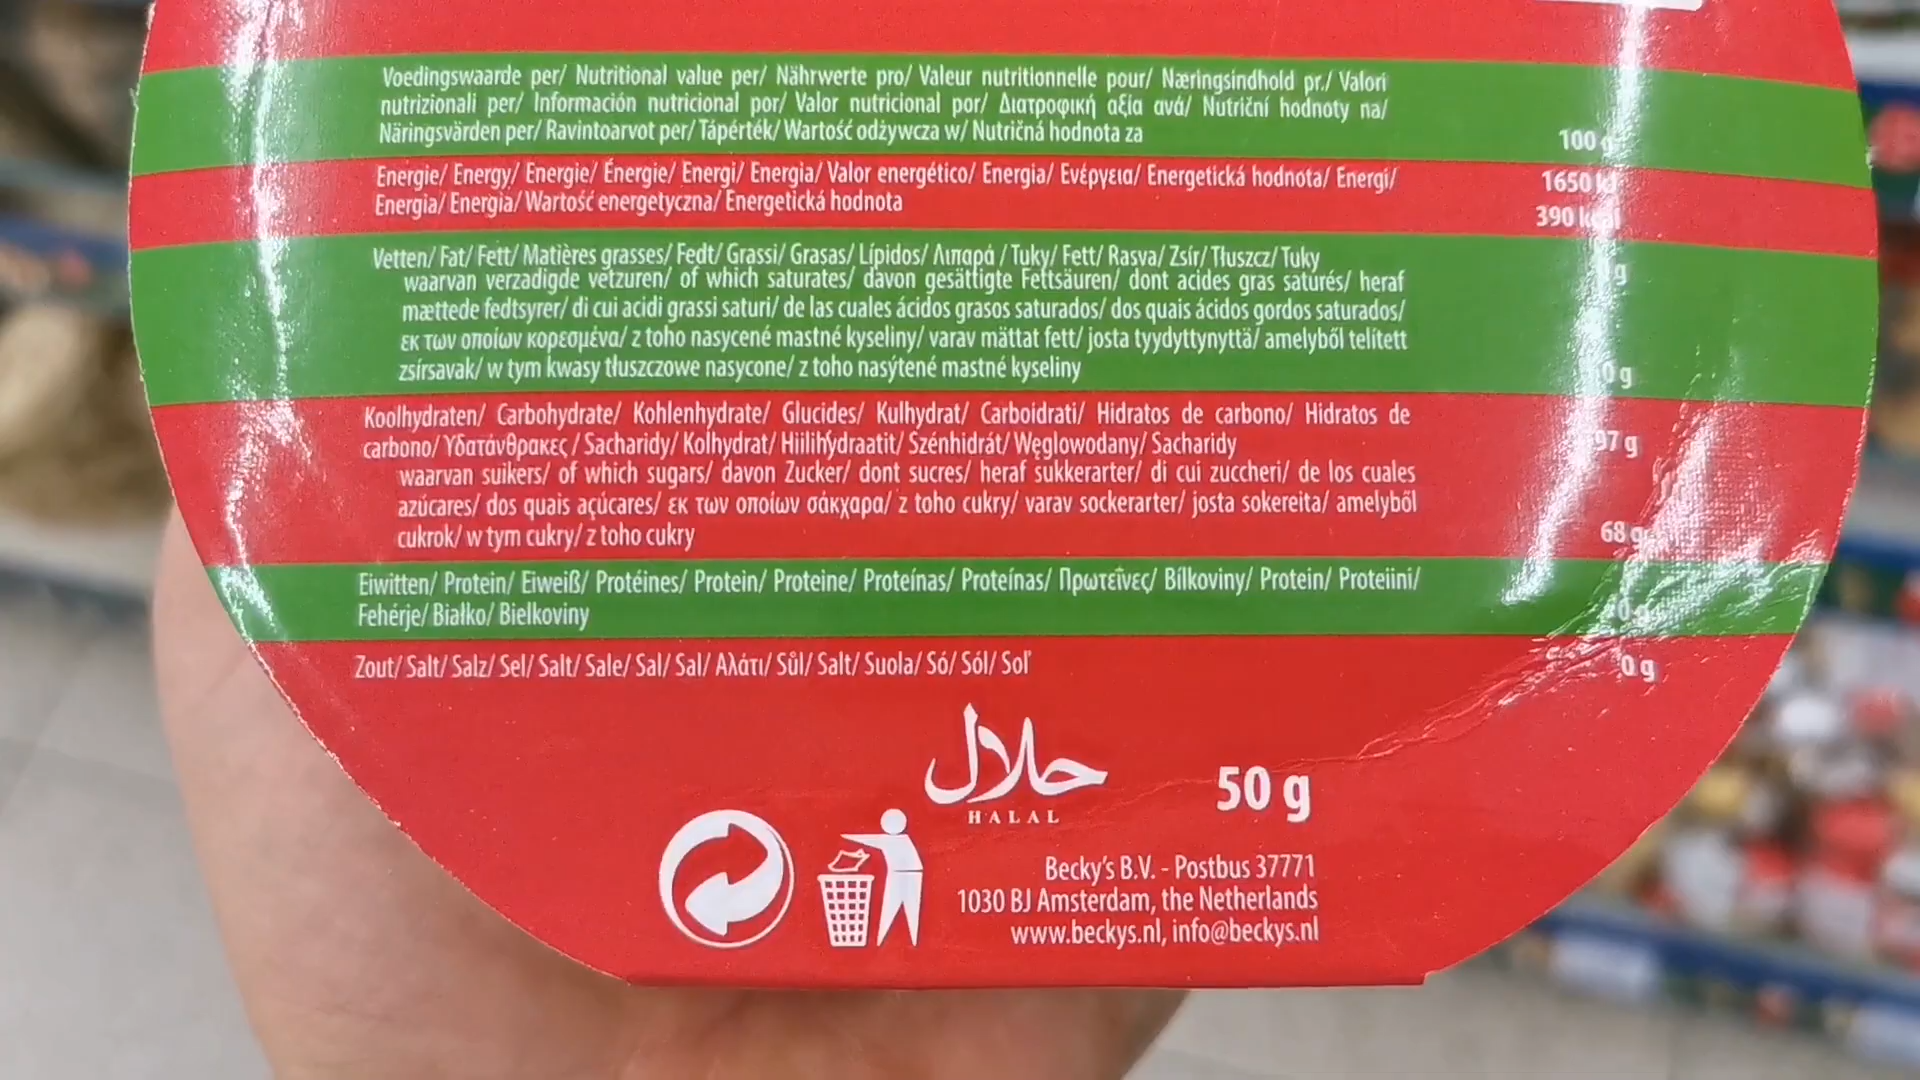 Voedingswaarde per/ Nutritional value per/ Nährwerte pro/ Valeur nutritionnelle pour/ Næringsindhold pr./ Valori
nutrizionali per/ Información nutricional por/ Valor nutricional por/ Διατροφική αξία ανά/ Nutriční hodnoty na/
Näringsvärden per/ Ravintoarvot per/ Tápérték/ Wartość odżywcza w/ Nutričná hodnota za 100 g
Energie/ Energy/ Energie/ Énergie/ Energi/ Energia/ Valor energético/ Energia/ Ενέργεια/ Energetická hodnota/ Energi/ 1650 kJ
Energia/ Energia/ Wartość energetyczna/ Energetická hodnota 390 kcal
Vetten/ Fat/ Fett/ Matières grasses/ Fedt/ Grassi/ Grasas/ Lípidos/ Λιπαρά / Tuky/ Fett/ Rasva/ Zsír/ Tłuszcz/ Tuky g
waarvan verzadigde vetzuren/ of which saturates/ davon gesättigte Fettsäuren/ dont acides gras saturés/ heraf
mættede fedtsyrer/ di cui acidi grassi saturi/ de las cuales ácidos grasos saturados/ dos quais ácidos gordos saturados/
εκ των οποίων κορεσμένα/ z toho nasycené mastné kyseliny/ varav mättat fett/ josta tyydyttynyttä/ amelyből telített
zsírsavak/ w tym kwasy tłuszczowe nasycone/ z toho nasýtené mastné kyseliny 0 g
Koolhydraten/ Carbohydrate/ Kohlenhydrate/ Glucides/ Kulhydrat/ Carboidrati/ Hidratos de carbono/ Hidratos de
carbono/ Υδατάνθρακες / Sacharidy/ Kolhydrat/ Hiilihydraatit/ Szénhidrát/ Węglowodany/ Sacharidy 97 g
waarvan suikers/ of which sugars/ davon Zucker/ dont sucres/ heraf sukkerarter/ di cui zuccheri/ de los cuales
azúcares/ dos quais açúcares/ εκ των οποίων σάκχαρα/ z toho cukry/ varav sockerarter/ josta sokereita/ amelyből
cukrok/ w tym cukry/ z toho cukry 68 g
Eiwitten/ Protein/ Eiweiß/ Protéines/ Protein/ Proteine/ Proteínas/ Proteínas/ Πρωτεΐνες/ Bílkoviny/ Protein/ Proteiini/
Fehérje/ Białko/ Bielkoviny 0 g
Zout/ Salt/ Salz/ Sel/ Salt/ Sale/ Sal/ Sal/ Αλάτι/ Sůl/ Salt/ Suola/ Só/ Sól/ Soľ 0 g
حلال
HALAL
50 g
Becky's B.V. - Postbus 37771
1030 BJ Amsterdam, the Netherlands
www.beckys.nl, info@beckys.nl